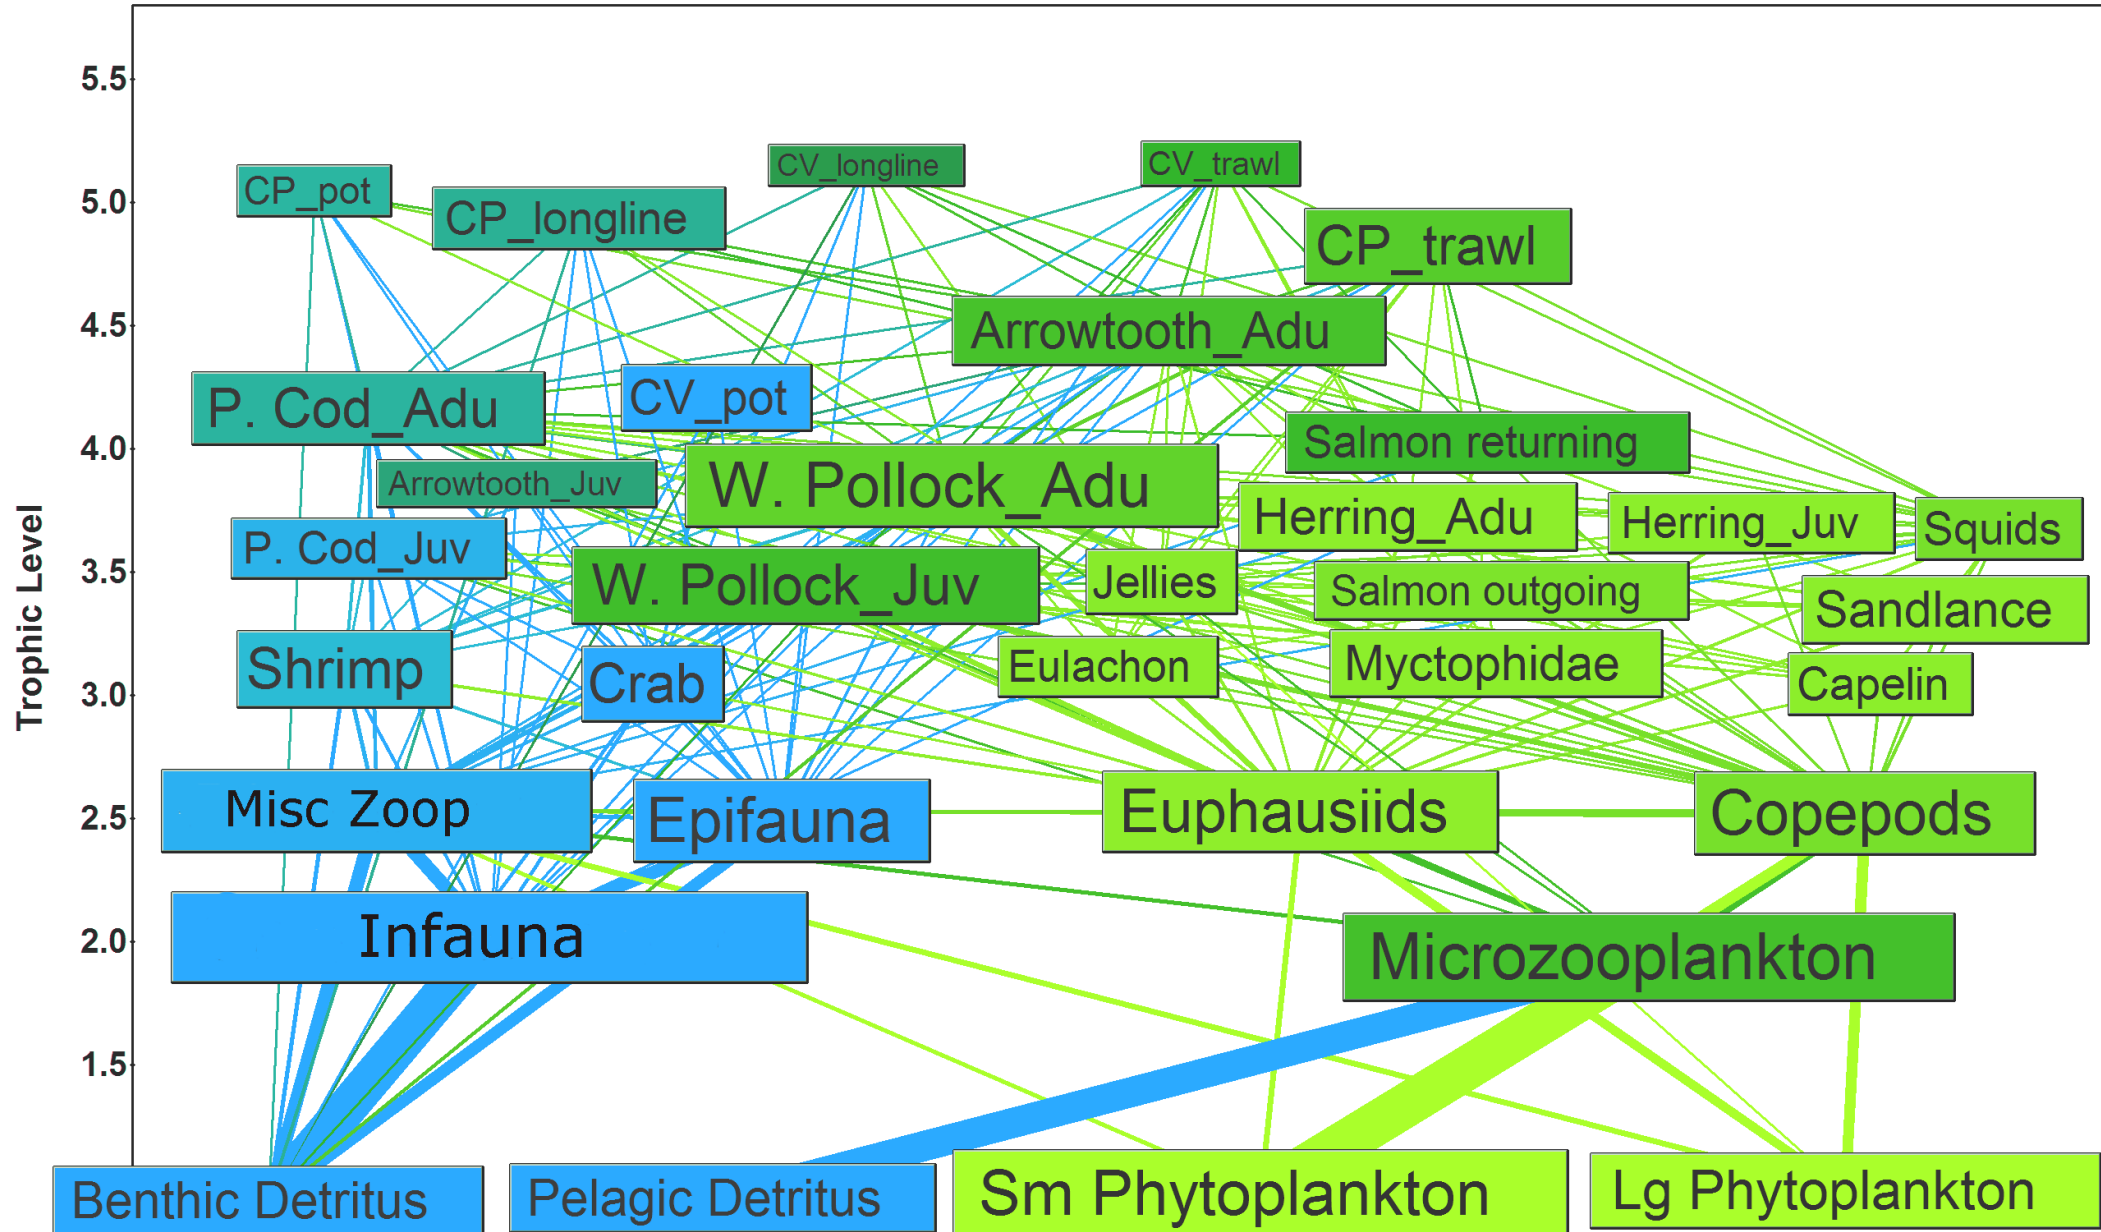 5.5
CV_longline
CV_trawl
CP_pot
5.0
CP_longline
CP_trawl
4.5
Arrowtooth_Adu
P. Cod_Adu
CV_pot
4.0
Salmon returning
Arrowtooth_Juv
W. Pollock_Adu
Herring_Adu
Herring_Juv
Squids
P. Cod_Juv
3.5
W. Pollock_Juv
Jellies
Salmon outgoing
Sandlance
Trophic Level
Shrimp
Crab
Eulachon
Myctophidae
Capelin
3.0
Misc Zoop
2.5
Epifauna
Euphausiids
Copepods
Infauna
2.0
Microzooplankton
1.5
Benthic Detritus
Pelagic Detritus
Sm Phytoplankton
Lg Phytoplankton